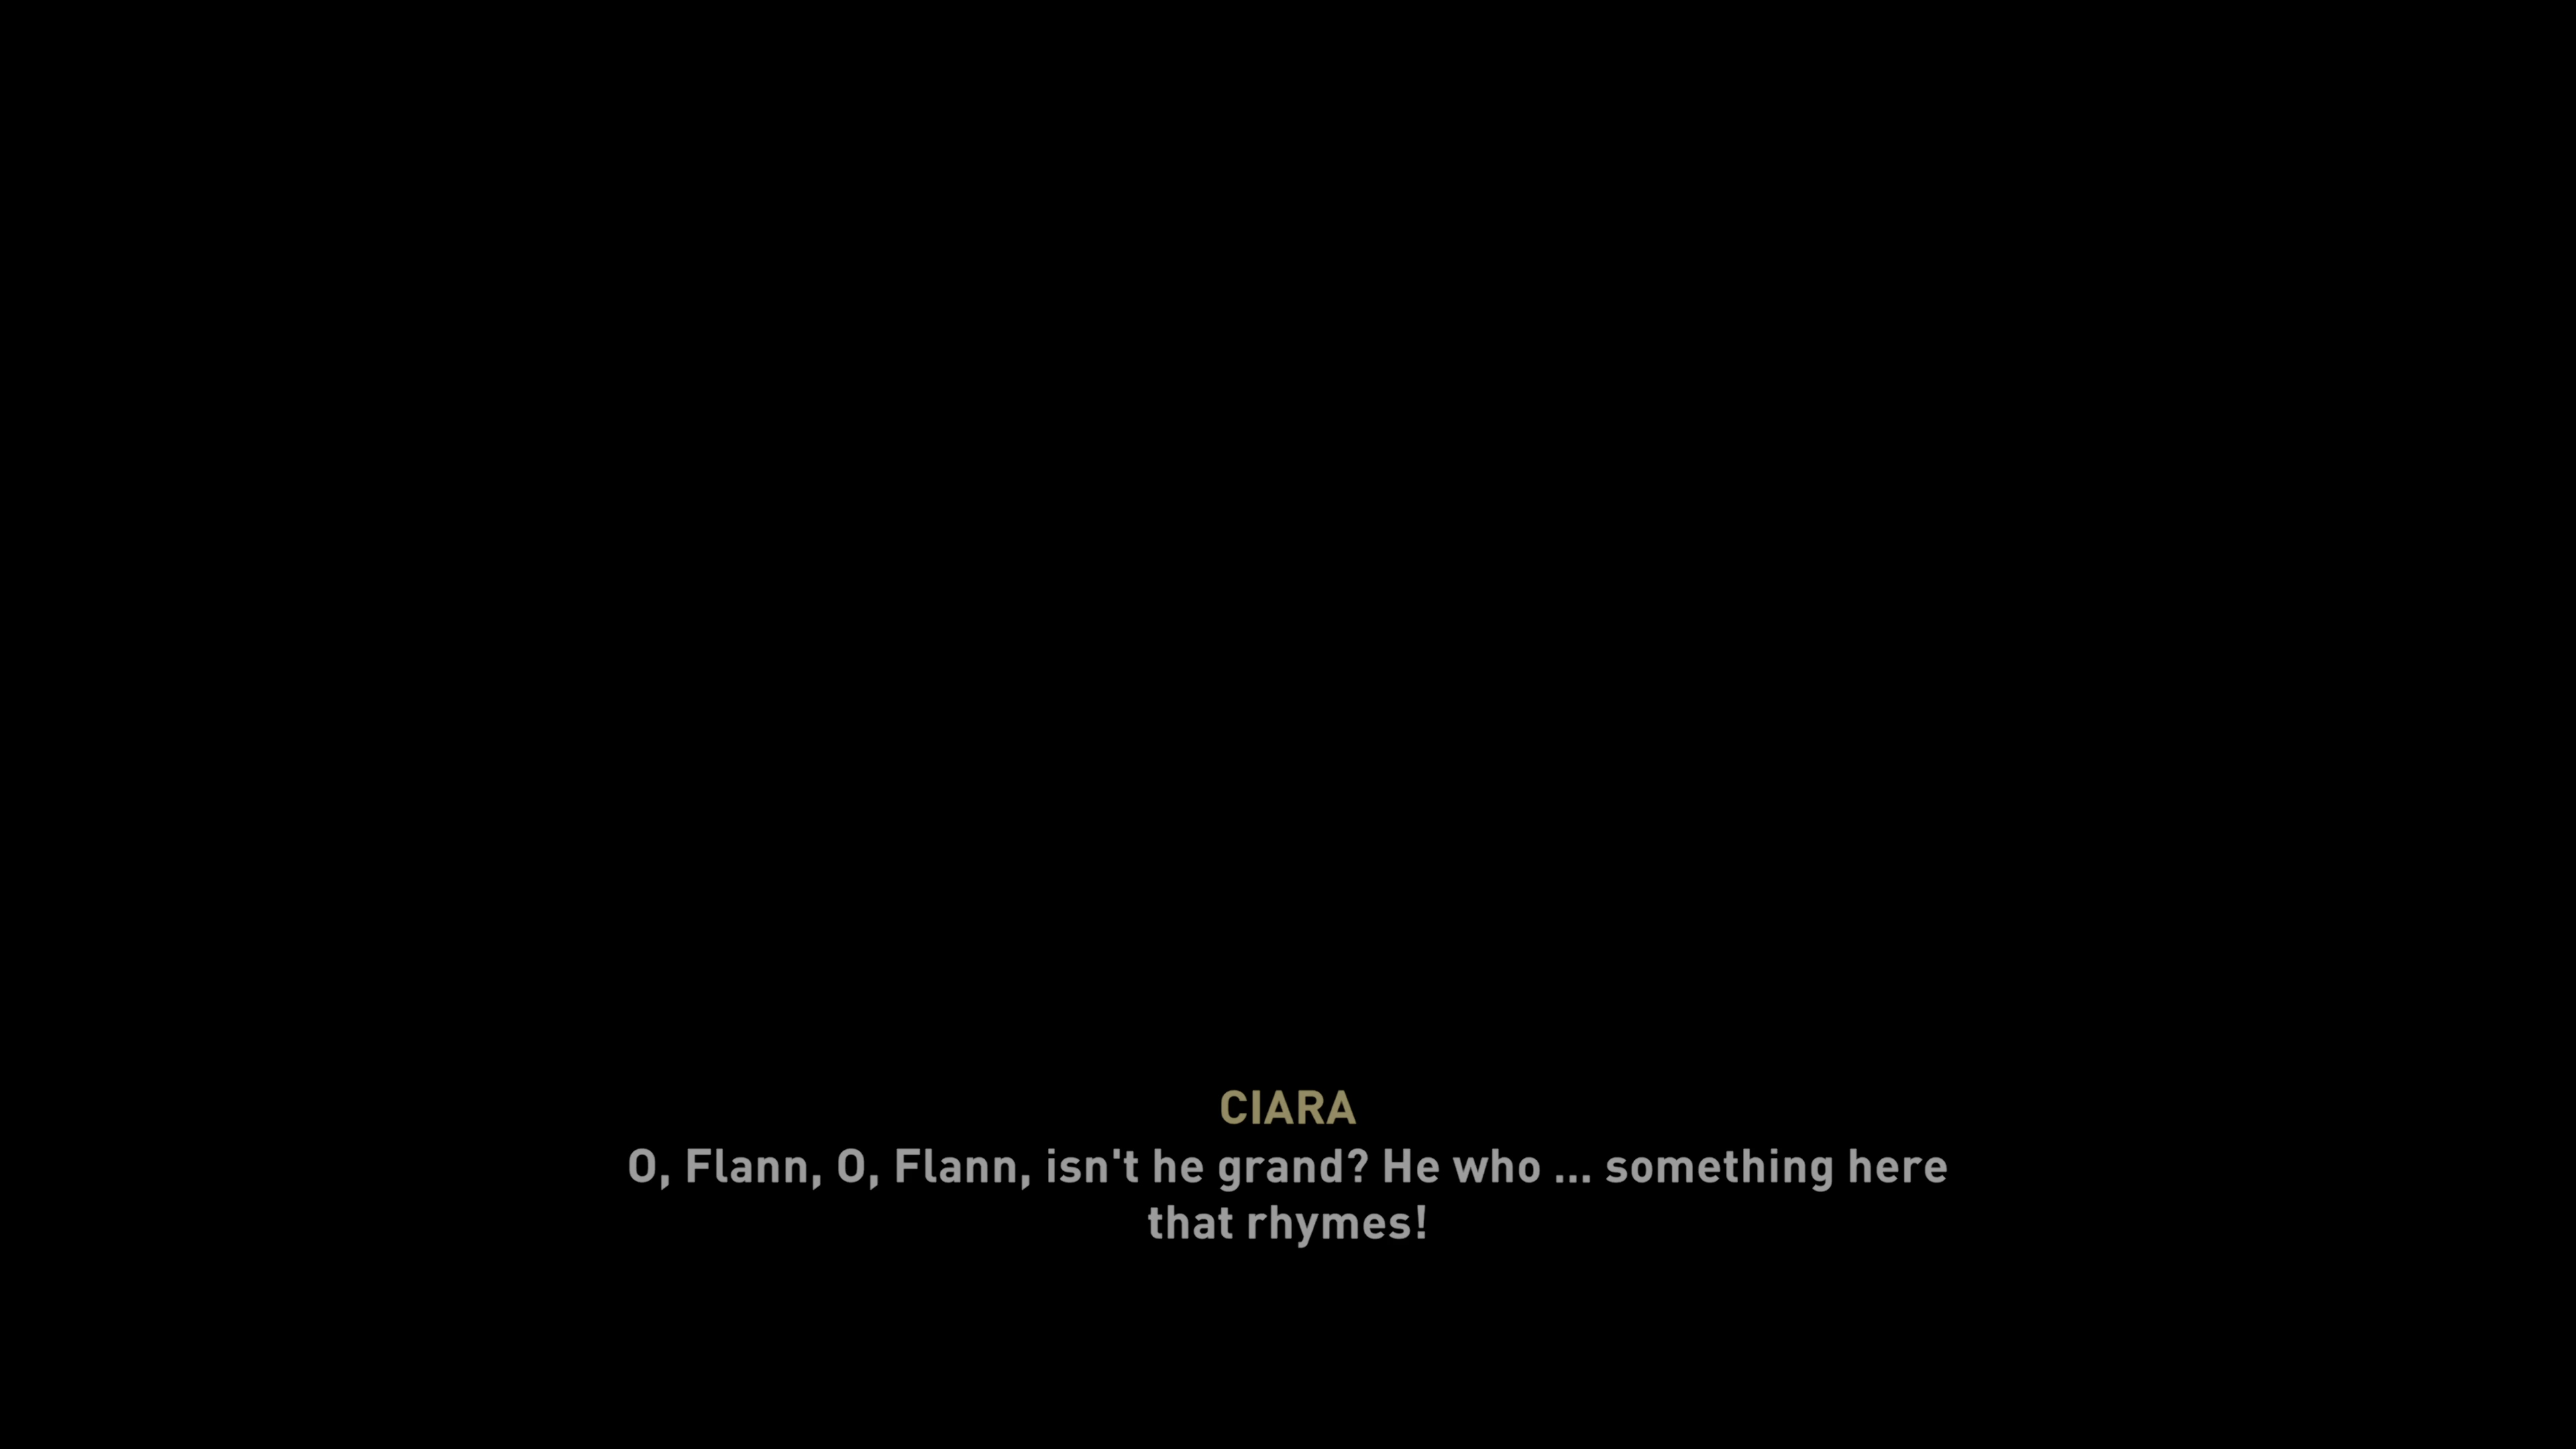 CIARA
O, Flann, O, Flann, isn't he grand? He who ... something here
that rhymes!